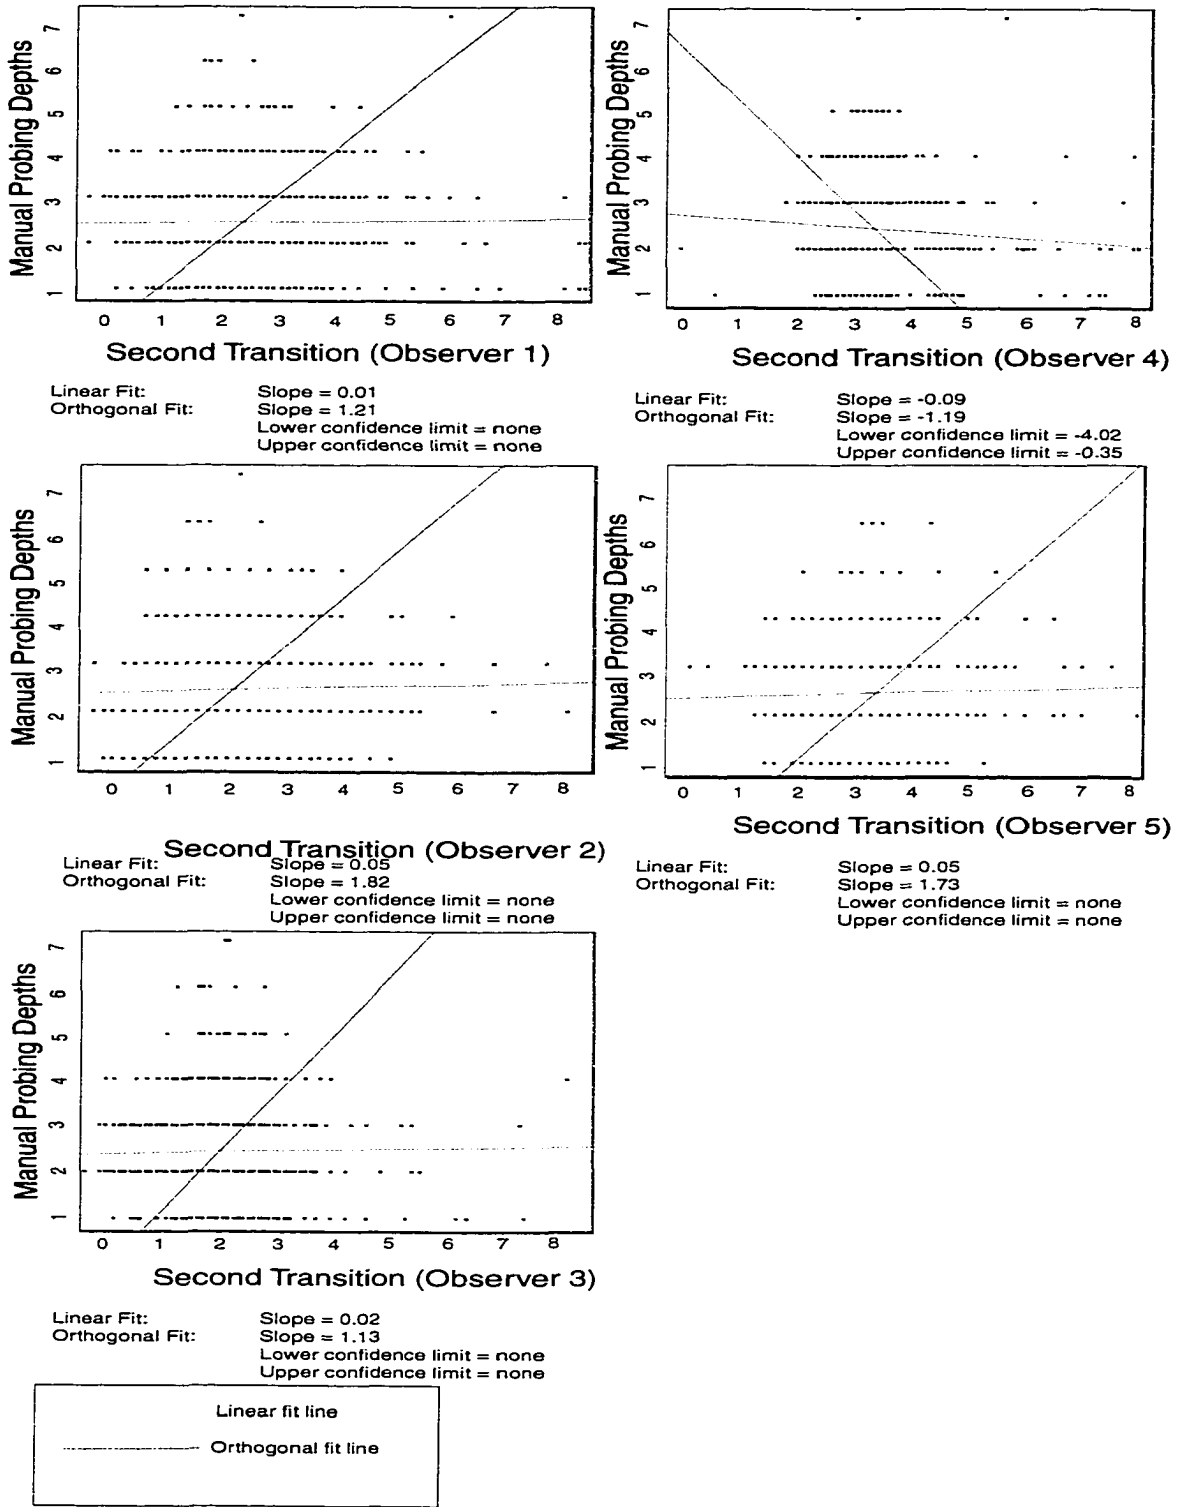 Manual Probing Depths
7
6
5
4
3
2
1
0 1 2 3 4 5 6 7 8
Second Transition (Observer 1)
Linear Fit: Slope = 0.01
Orthogonal Fit: Slope = 1.21
Lower confidence limit = none
Upper confidence limit = none
Manual Probing Depths
7
6
5
4
3
2
1
0 1 2 3 4 5 6 7 8
Second Transition (Observer 4)
Linear Fit: Slope = -0.09
Orthogonal Fit: Slope = -1.19
Lower confidence limit = -4.02
Upper confidence limit = -0.35
Manual Probing Depths
7
6
5
4
3
2
1
0 1 2 3 4 5 6 7 8
Second Transition (Observer 2)
Linear Fit: Slope = 0.05
Orthogonal Fit: Slope = 1.82
Lower confidence limit = none
Upper confidence limit = none
Manual Probing Depths
7
6
5
4
3
2
1
0 1 2 3 4 5 6 7 8
Second Transition (Observer 5)
Linear Fit: Slope = 0.05
Orthogonal Fit: Slope = 1.73
Lower confidence limit = none
Upper confidence limit = none
Manual Probing Depths
7
6
5
4
3
2
1
0 1 2 3 4 5 6 7 8
Second Transition (Observer 3)
Linear Fit: Slope = 0.02
Orthogonal Fit: Slope = 1.13
Lower confidence limit = none
Upper confidence limit = none
Linear fit line
Orthogonal fit line